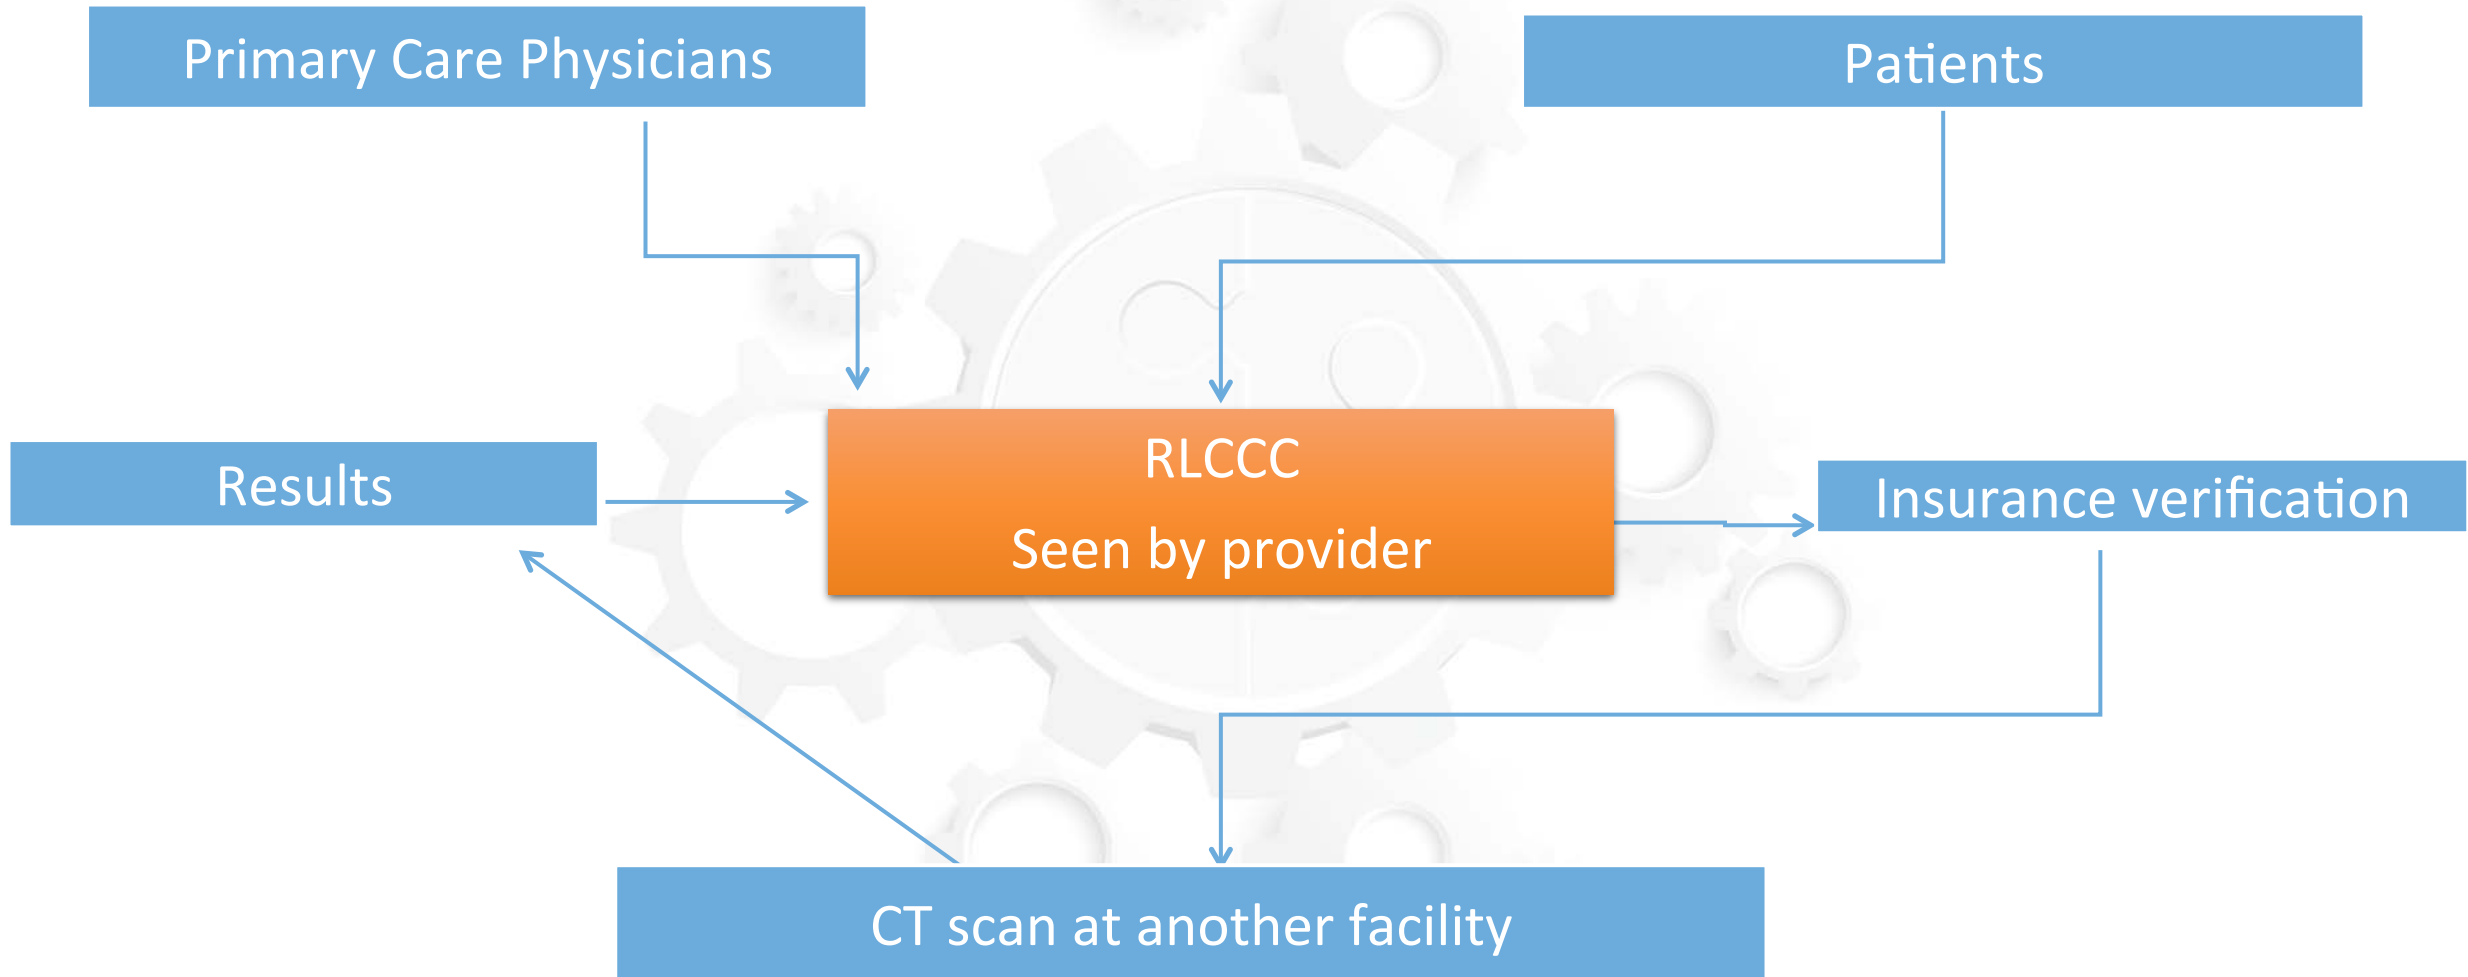 Primary Care Physicians
Patients
RLCCC
Seen by provider
Results
Insurance verification
CT scan at another facility